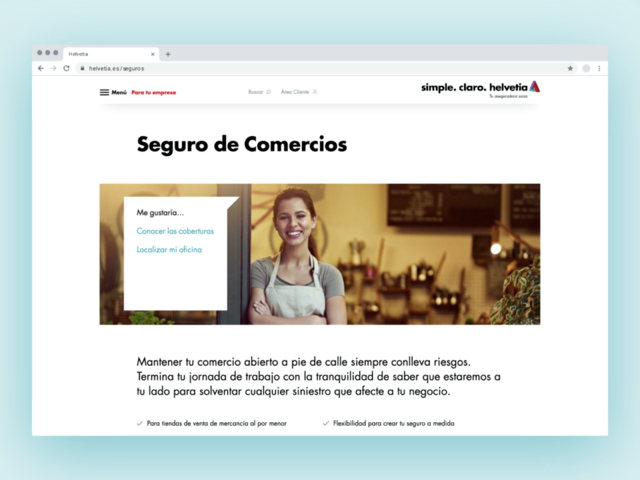 Helvetia
helvetia.es/seguros
Menú
Para tu empresa
Buscar
Área Cliente
simple. claro. helvetia
Tu aseguradora suiza
Seguro de Comercios
Me gustaría...
Conocer las coberturas
Localizar mi oficina
Mantener tu comercio abierto a pie de calle siempre conlleva riesgos.
Termina tu jornada de trabajo con la tranquilidad de saber que estaremos a
tu lado para solventar cualquier siniestro que afecte a tu negocio.
Para tiendas de venta de mercancía al por menor
Flexibilidad para crear tu seguro a medida